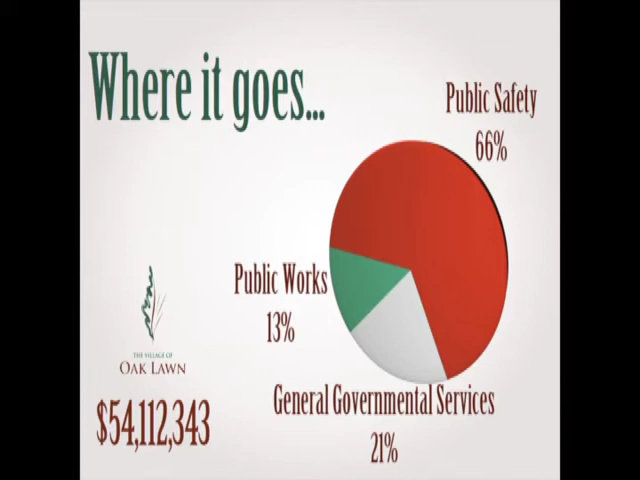 Where it goes...
Public Safety
66%
Public Works
13%
General Governmental Services
21%
THE VILLAGE OF
OAK LAWN
$54,112,343